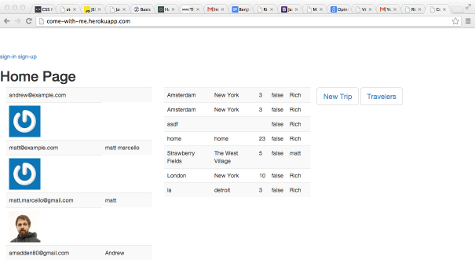 come-with-me.herokuapp.com
sign-in sign-up
Home Page
andrew@example.com
matt@example.com matt marcello
matt.marcello@gmail.com matt
amadden80@gmail.com Andrew
Amsterdam New York 3 false Rich
Amsterdam New York 3 false Rich
asdf false Rich
home home 23 false Rich
Strawberry Fields The West Village 5 false matt
London New York 10 false Rich
la detroit 3 false Rich
New Trip
Travelers